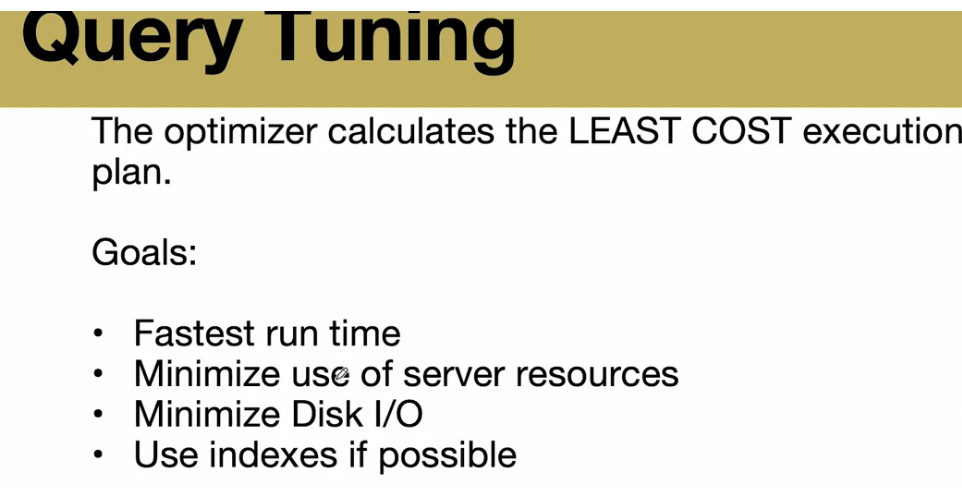 Query Tuning
The optimizer calculates the LEAST COST execution
plan.
Goals:
• Fastest run time
• Minimize use of server resources
• Minimize Disk I/O
• Use indexes if possible